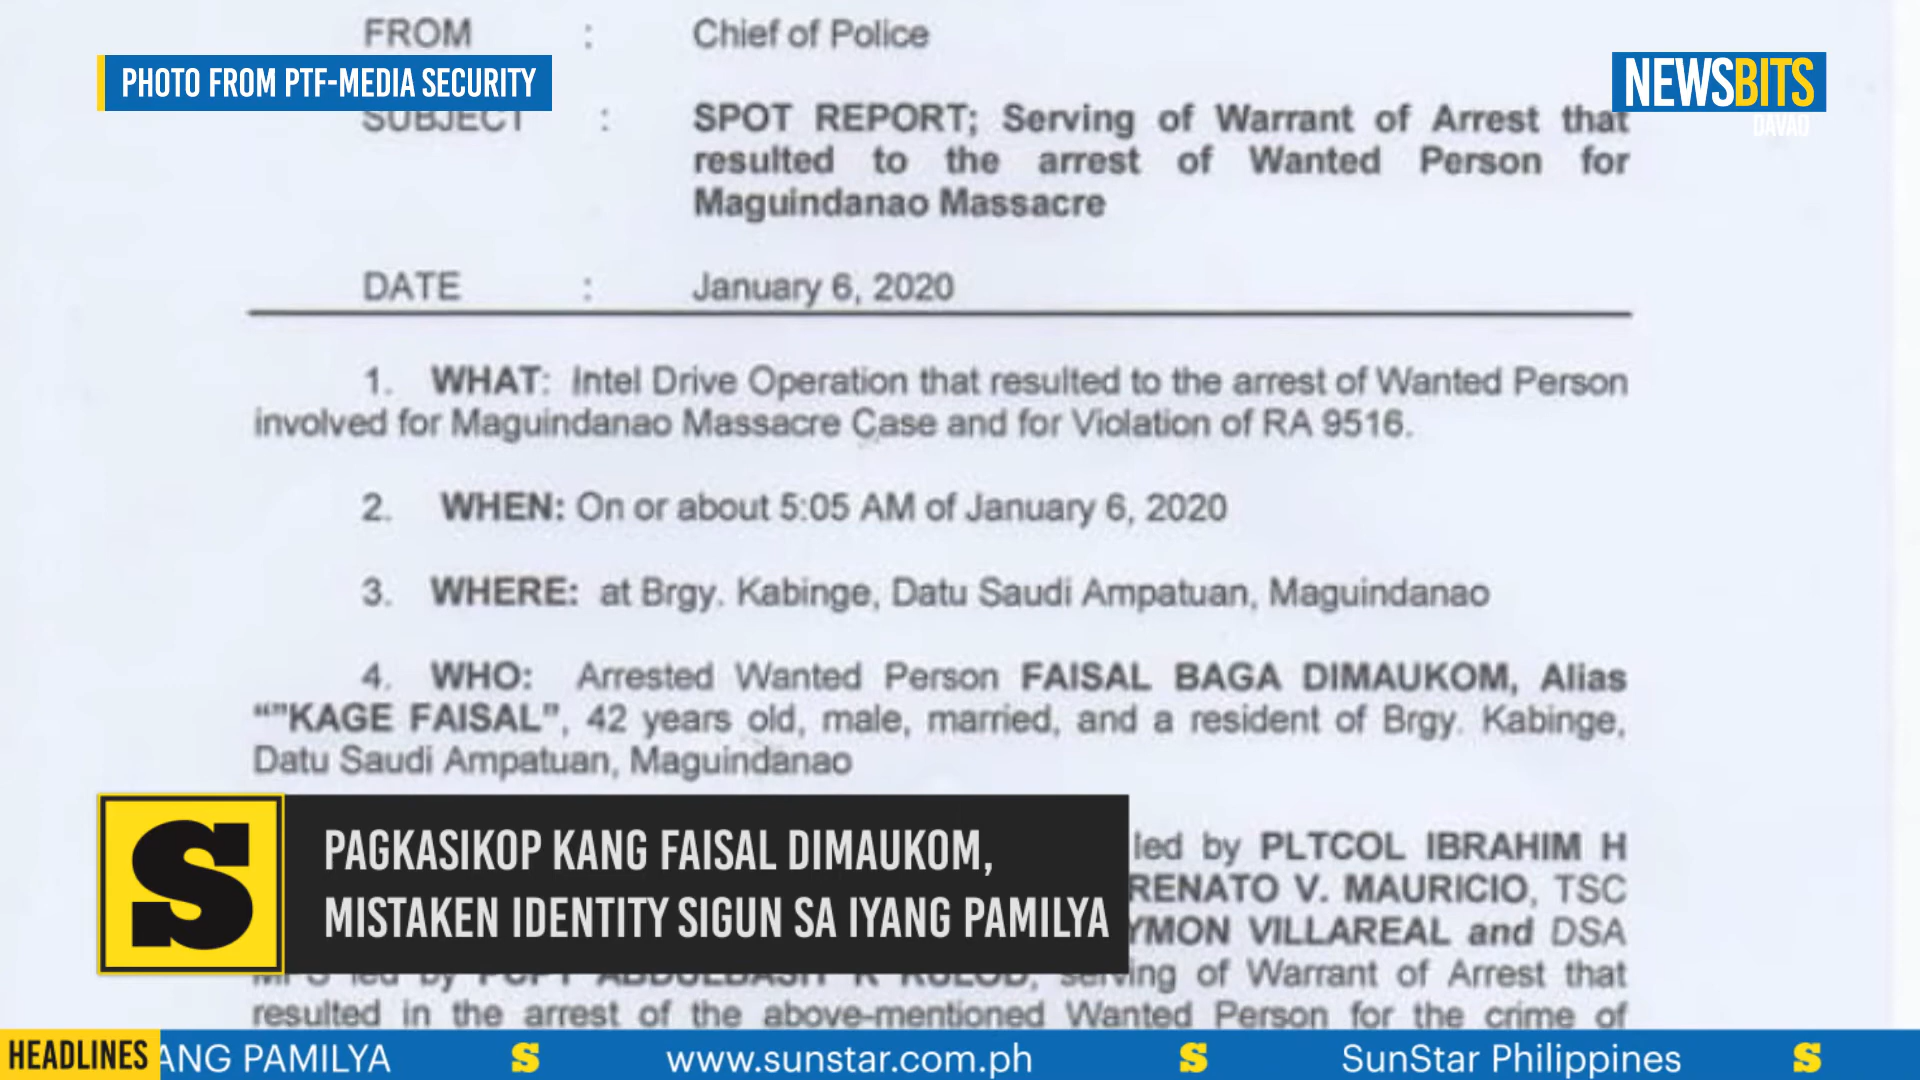 FROM : Chief of Police
PHOTO FROM PTF-MEDIA SECURITY
NEWSBITS
DAVAO
SUBJECT : SPOT REPORT; Serving of Warrant of Arrest that
resulted to the arrest of Wanted Person for
Maguindanao Massacre
DATE : January 6, 2020
1. WHAT: Intel Drive Operation that resulted to the arrest of Wanted Person
involved for Maguindanao Massacre Case and for Violation of RA 9516.
2. WHEN: On or about 5:05 AM of January 6, 2020
3. WHERE: at Brgy. Kabinge, Datu Saudi Ampatuan, Maguindanao
4. WHO: Arrested Wanted Person FAISAL BAGA DIMAUKOM, Alias
“”KAGE FAISAL”, 42 years old, male, married, and a resident of Brgy. Kabinge,
Datu Saudi Ampatuan, Maguindanao
led by PLTCOL IBRAHIM H
RENATO V. MAURICIO, TSC
YMON VILLAREAL and DSA
led by serving of Warrant of Arrest that
resulted in the arrest of the above-mentioned Wanted Person for the crime of
S
PAGKASIKOP KANG FAISAL DIMAUKOM,
MISTAKEN IDENTITY SIGUN SA IYANG PAMILYA
HEADLINES ANG PAMILYA S www.sunstar.com.ph S SunStar Philippines S